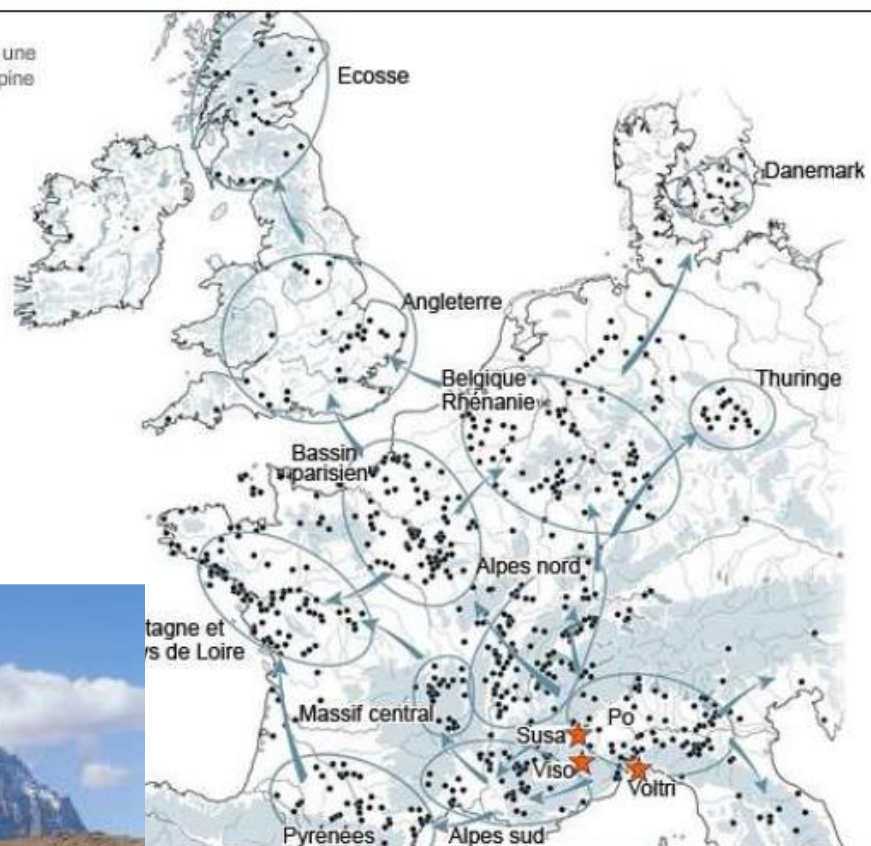 une
pine
Ecosse
Danemark
Angleterre
Belgique
Rhénanie
Thuringe
Bassin
parisien
Alpes nord
tagne et
ys de Loire
Massif central
Po
Susa
Viso
Voltri
Pyrénées
Alpes sud